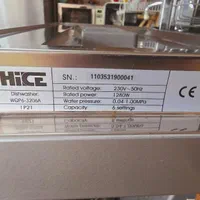 HiCE
SN.: 1103531900041
Dishwasher
WQP6-3206A
IP21
Rated voltage: 230V~50Hz
Rated power: 1280W
Water pressure: 0.04-1.00MPa
Capacity: 6 settings
CE